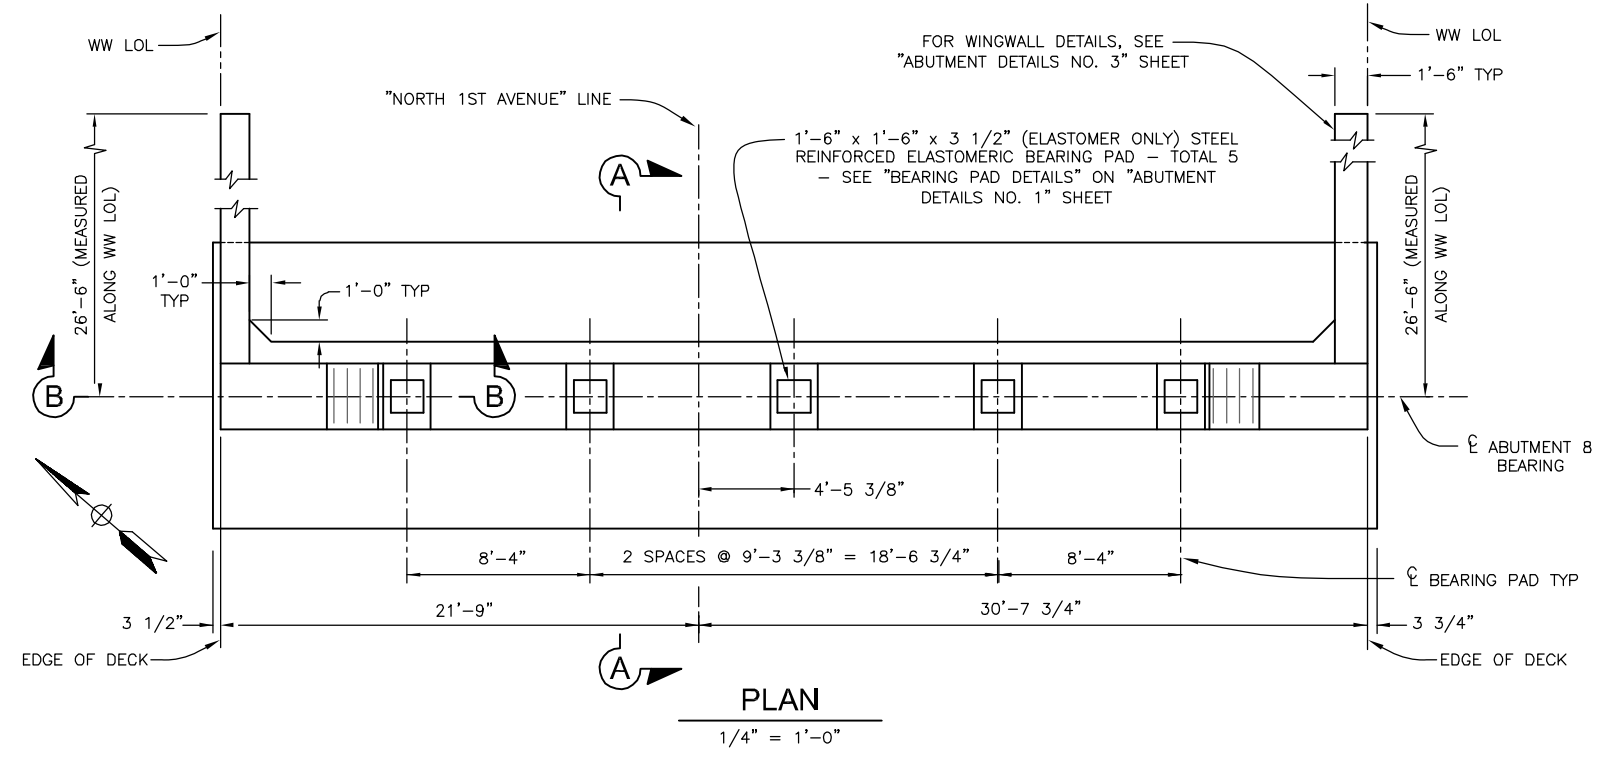 WW LOL
FOR WINGWALL DETAILS, SEE
"ABUTMENT DETAILS NO. 3" SHEET
WW LOL
1'-6" TYP
"NORTH 1ST AVENUE" LINE
1'-6" x 1'-6" x 3 1/2" (ELASTOMER ONLY) STEEL
REINFORCED ELASTOMERIC BEARING PAD - TOTAL 5
- SEE "BEARING PAD DETAILS" ON "ABUTMENT
DETAILS NO. 1" SHEET
A
26'-6" (MEASURED
ALONG WW LOL)
26'-6" (MEASURED
ALONG WW LOL)
1'-0"
TYP
1'-0" TYP
B
B
℄ ABUTMENT 8
BEARING
4'-5 3/8"
8'-4"
2 SPACES @ 9'-3 3/8" = 18'-6 3/4"
8'-4"
℄ BEARING PAD TYP
21'-9"
30'-7 3/4"
3 1/2"
3 3/4"
EDGE OF DECK
EDGE OF DECK
A
PLAN
1/4" = 1'-0"